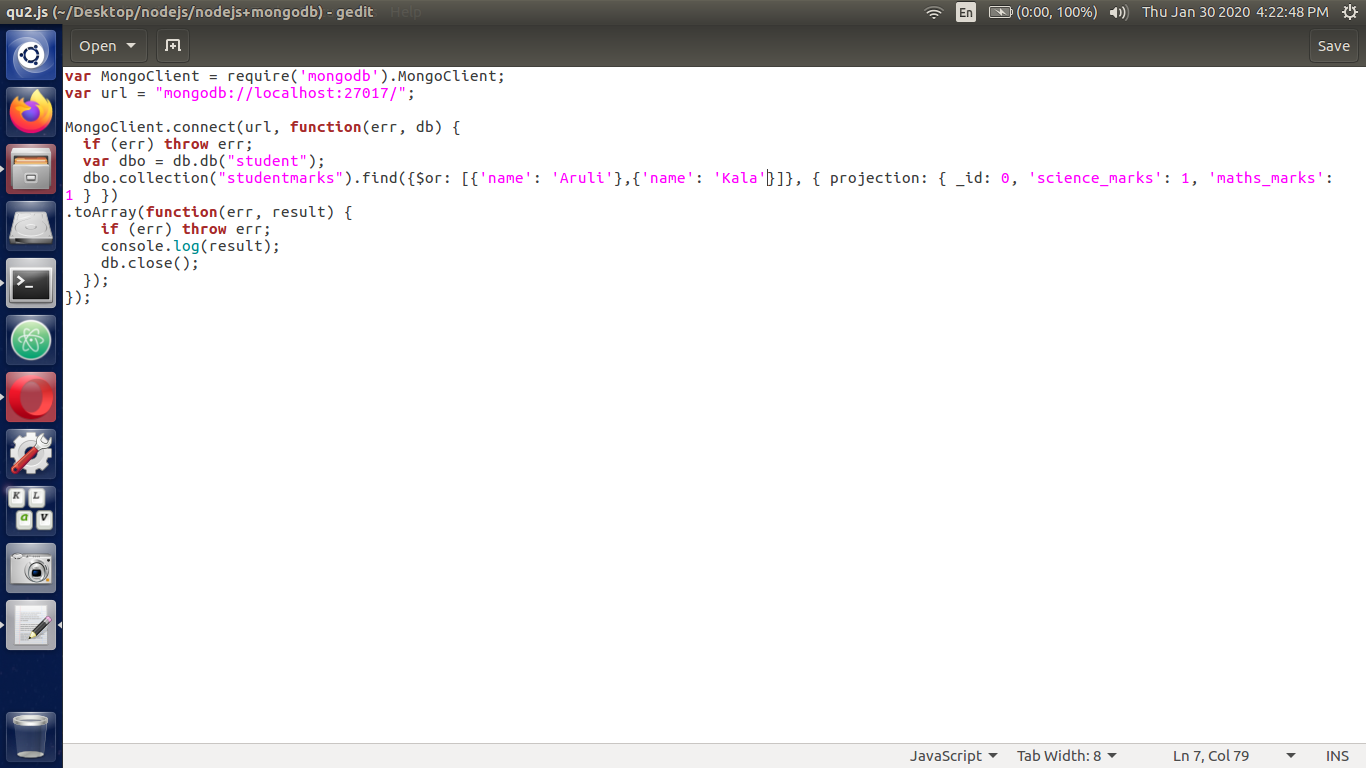 qu2.js (~/Desktop/nodejs/nodejs+mongodb) - gedit Help En (0:00, 100%) Thu Jan 30 2020 4:22:48 PM
Open Save
var MongoClient = require('mongodb').MongoClient;
var url = "mongodb://localhost:27017/";
MongoClient.connect(url, function(err, db) {
  if (err) throw err;
  var dbo = db.db("student");
  dbo.collection("studentmarks").find({$or: [{'name': 'Aruli'},{'name': 'Kala'}]}, { projection: { _id: 0, 'science_marks': 1, 'maths_marks':
1 } })
.toArray(function(err, result) {
    if (err) throw err;
    console.log(result);
    db.close();
  });
});
K L
a v
JavaScript Tab Width: 8 Ln 7, Col 79 INS